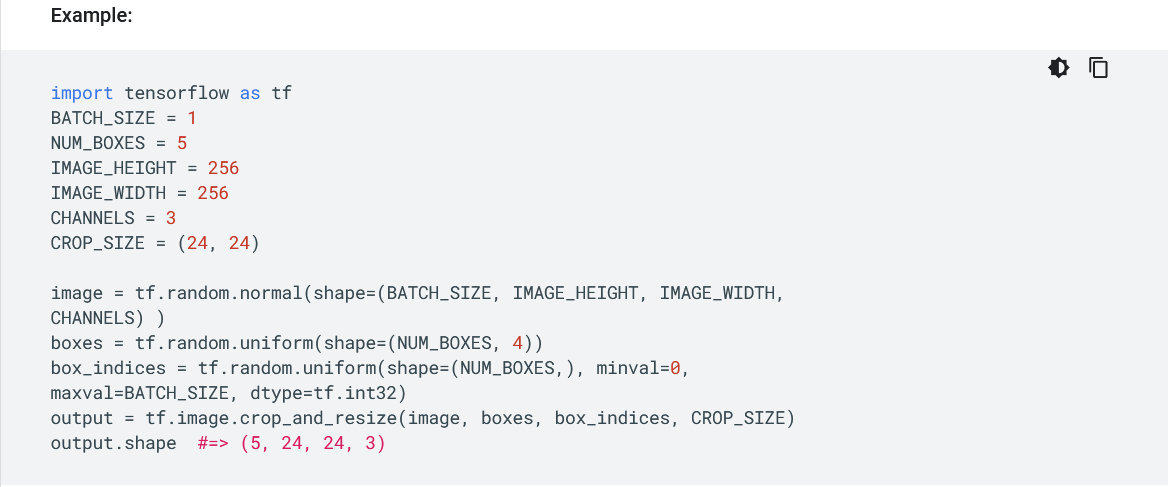 Example:
import tensorflow as tf
BATCH_SIZE = 1
NUM_BOXES = 5
IMAGE_HEIGHT = 256
IMAGE_WIDTH = 256
CHANNELS = 3
CROP_SIZE = (24, 24)
image = tf.random.normal(shape=(BATCH_SIZE, IMAGE_HEIGHT, IMAGE_WIDTH,
CHANNELS) )
boxes = tf.random.uniform(shape=(NUM_BOXES, 4))
box_indices = tf.random.uniform(shape=(NUM_BOXES,), minval=0,
maxval=BATCH_SIZE, dtype=tf.int32)
output = tf.image.crop_and_resize(image, boxes, box_indices, CROP_SIZE)
output.shape  #=> (5, 24, 24, 3)